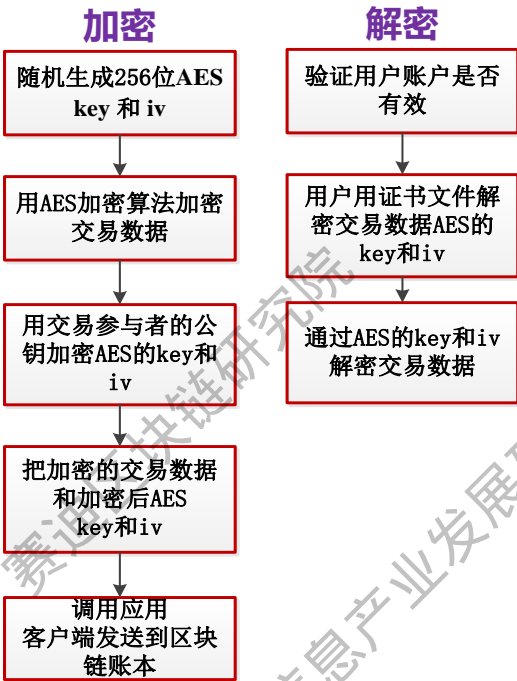 加密
随机生成256位AES
key 和 iv
用AES加密算法加密
交易数据
用交易参与者的公
钥加密AES的key和
iv
把加密的交易数据
和加密后AES
key和iv
调用应用
客户端发送到区块
链账本
解密
验证用户账户是否
有效
用户用证书文件解
密交易数据AES的
key和iv
通过AES的key和iv
解密交易数据
赛迪区块链研究院
信息产业发展